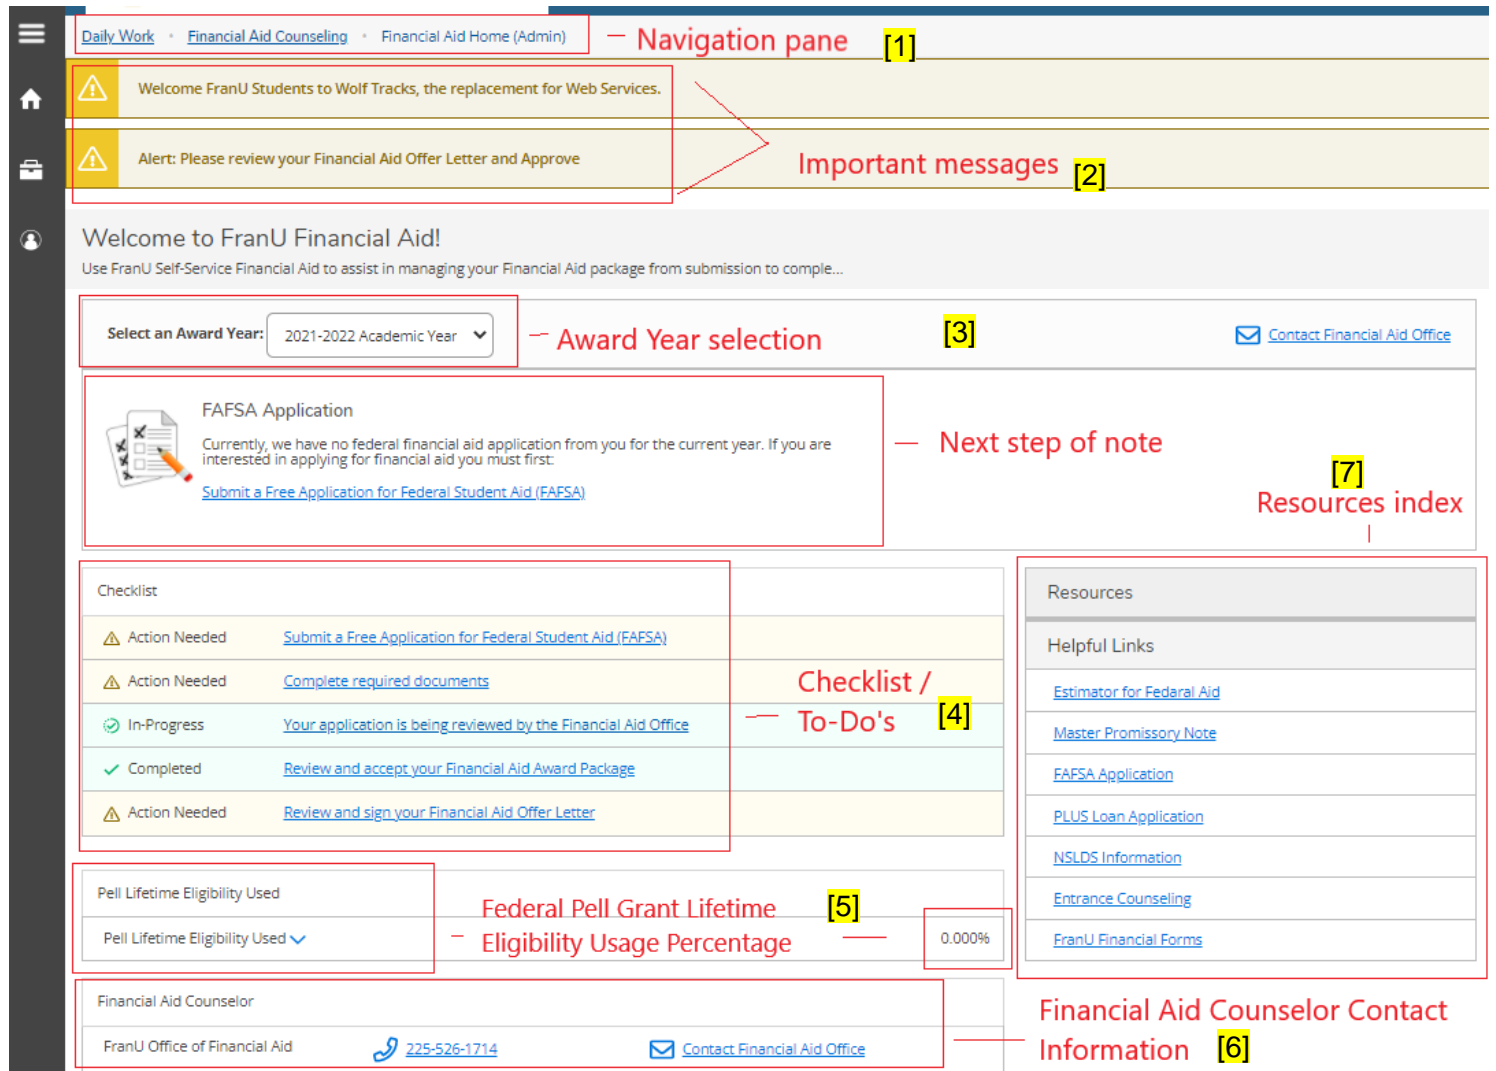 Daily Work • Financial Aid Counseling • Financial Aid Home (Admin)
Navigation pane [1]
Welcome FranU Students to Wolf Tracks, the replacement for Web Services.
Alert: Please review your Financial Aid Offer Letter and Approve
Important messages [2]
Welcome to FranU Financial Aid!
Use FranU Self-Service Financial Aid to assist in managing your Financial Aid package from submission to comple...
Select an Award Year: 2021-2022 Academic Year
Award Year selection [3]
Contact Financial Aid Office
FAFSA Application
Currently, we have no federal financial aid application from you for the current year. If you are
interested in applying for financial aid you must first:
Submit a Free Application for Federal Student Aid (FAFSA)
Next step of note
[7]
Resources index
Checklist
Action Needed Submit a Free Application for Federal Student Aid (FAFSA)
Action Needed Complete required documents
In-Progress Your application is being reviewed by the Financial Aid Office
Completed Review and accept your Financial Aid Award Package
Action Needed Review and sign your Financial Aid Offer Letter
Checklist /
To-Do's [4]
Resources
Helpful Links
Estimator for Fedaral Aid
Master Promissory Note
FAFSA Application
PLUS Loan Application
NSLDS Information
Entrance Counseling
FranU Financial Forms
Pell Lifetime Eligibility Used
Pell Lifetime Eligibility Used
Federal Pell Grant Lifetime [5]
Eligibility Usage Percentage
0.000%
Financial Aid Counselor
FranU Office of Financial Aid 225-526-1714 Contact Financial Aid Office
Financial Aid Counselor Contact
Information [6]